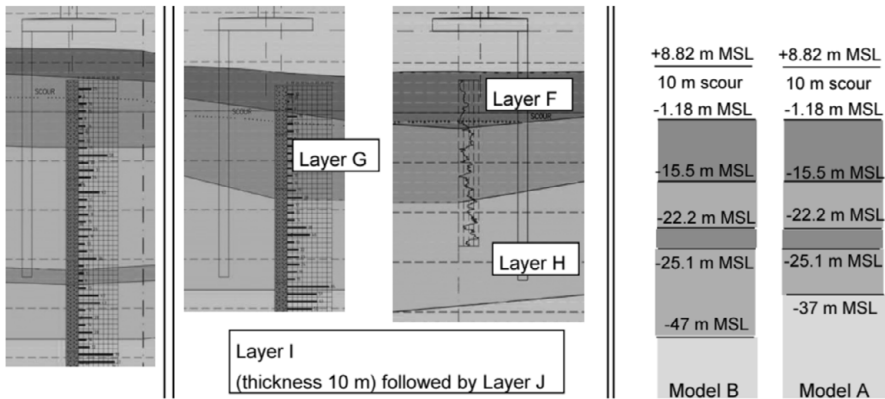 SCOUR
SCOUR
Layer G
Layer F
SCOUR
Layer H
Layer I
(thickness 10 m) followed by Layer J
+8.82 m MSL
10 m scour
-1.18 m MSL
-15.5 m MSL
-22.2 m MSL
-25.1 m MSL
-47 m MSL
Model B
+8.82 m MSL
10 m scour
-1.18 m MSL
-15.5 m MSL
-22.2 m MSL
-25.1 m MSL
-37 m MSL
Model A